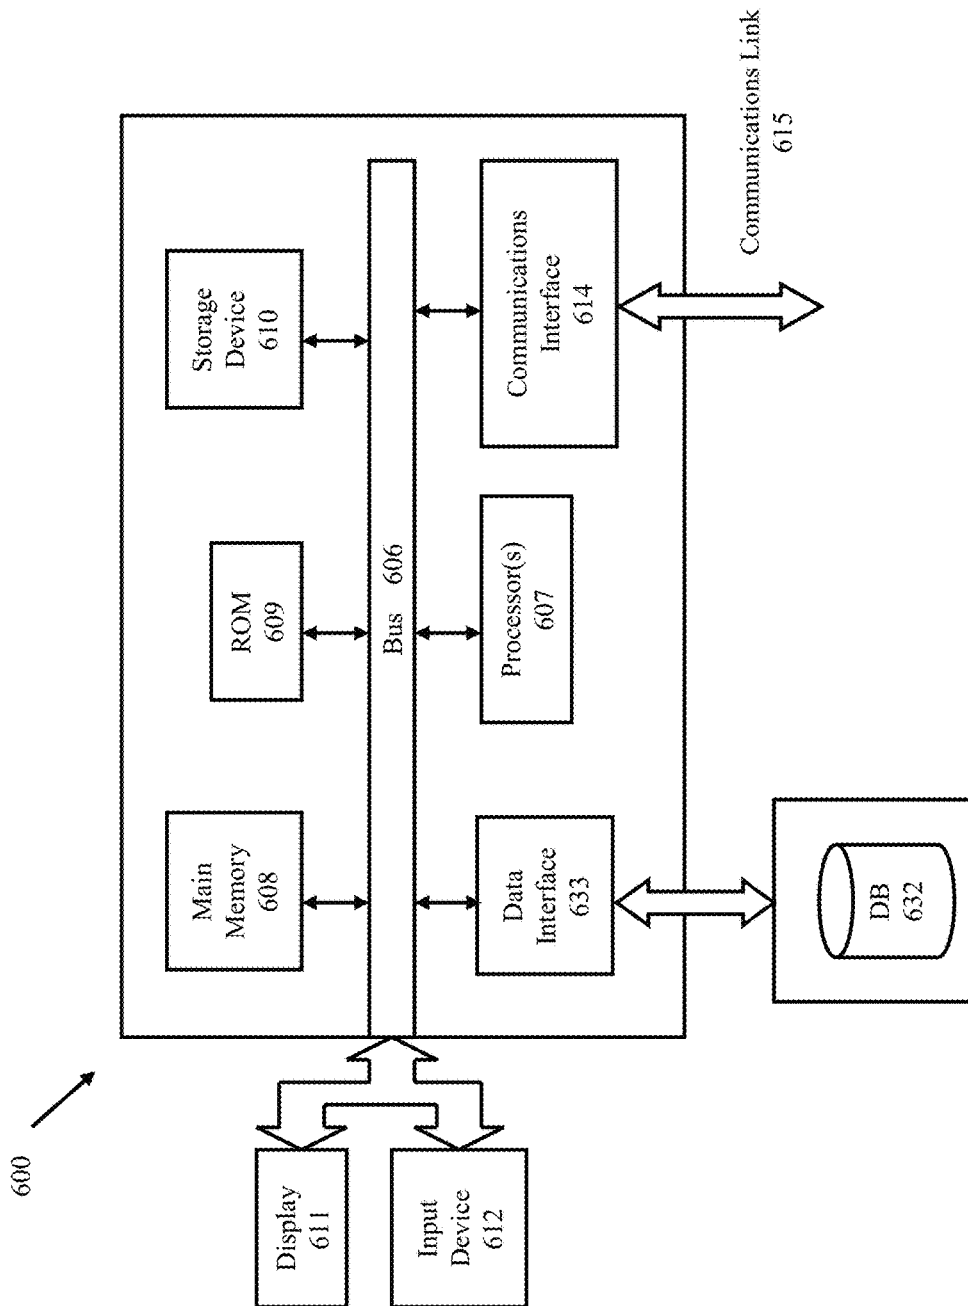 600
Main
Memory
608
ROM
609
Storage
Device
610
Display
611
Bus 606
Input
Device
612
Data
Interface
633
Processor(s)
607
Communications
Interface
614
Communications Link
615
DB
632